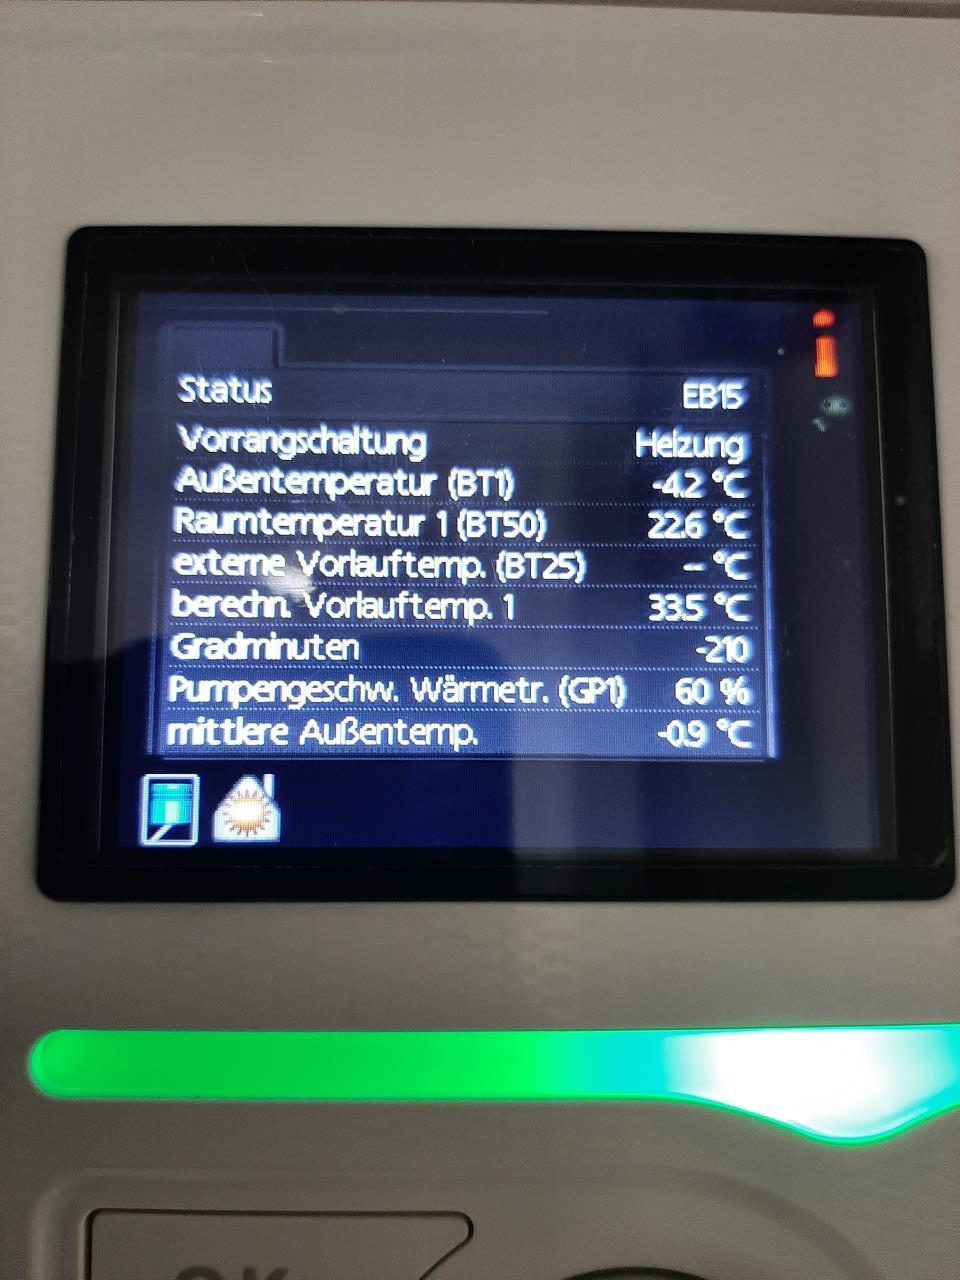 Status EB15
Vorrangschaltung Heizung
Außentemperatur (BT1) -4.2 °C
Raumtemperatur 1 (BT50) 22.6 °C
externe Vorlauftemp. (BT25) -- °C
berechn. Vorlauftemp. 1 33.5 °C
Gradminuten -210
Pumpengeschw. Wärmetr. (GP1) 60 %
mittlere Außentemp. -0.9 °C
OK